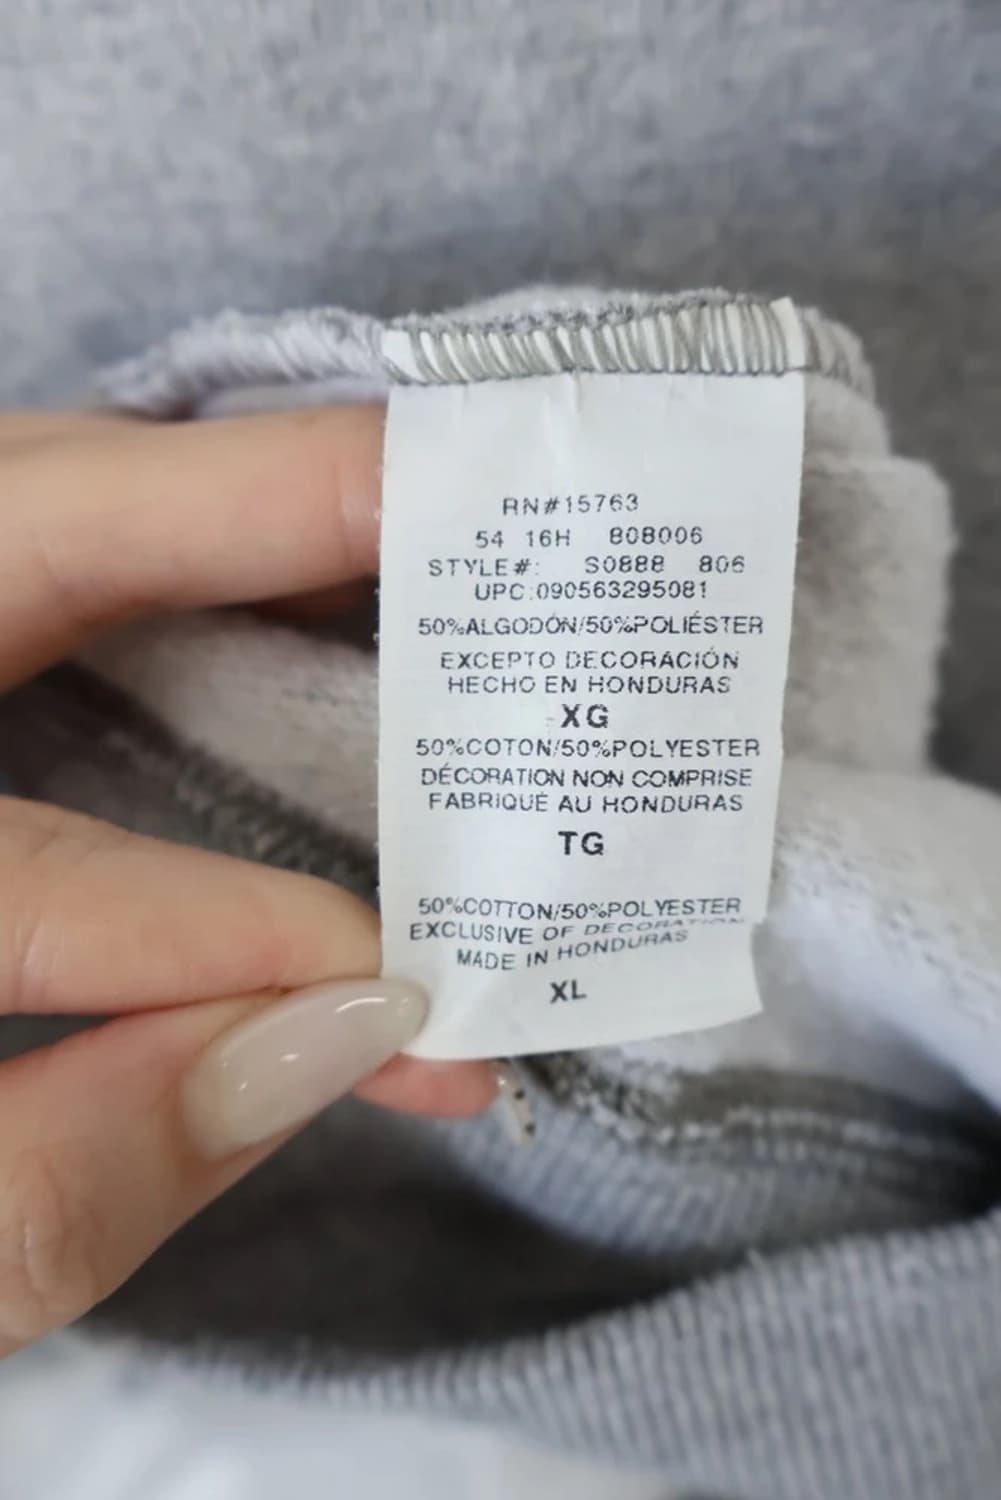 RN#15763
54 16H 808006
STYLE#: S0888 806
UPC:090563295081
50%ALGODÓN/50%POLIÉSTER
EXCEPTO DECORACIÓN
HECHO EN HONDURAS
XG
50%COTON/50%POLYESTER
DÉCORATION NON COMPRISE
FABRIQUÉ AU HONDURAS
TG
50%COTTON/50%POLYESTER
EXCLUSIVE OF DECORATION
MADE IN HONDURAS
XL